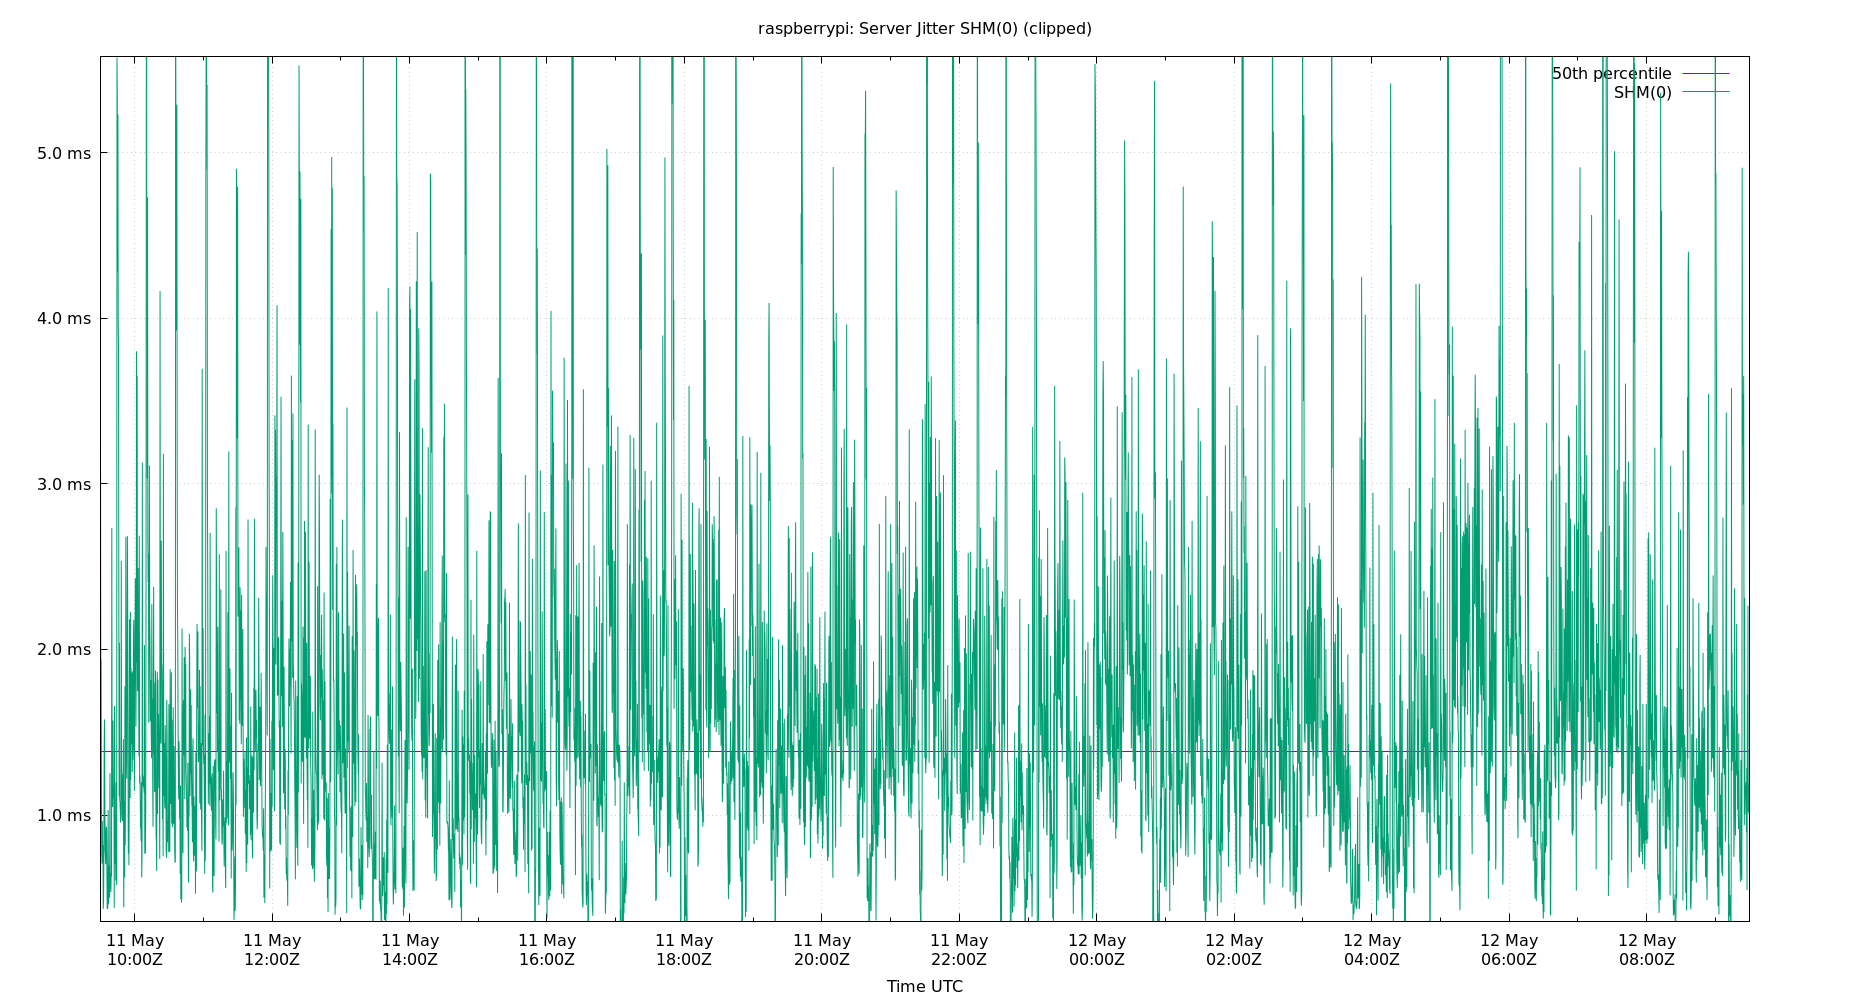 raspberrypi: Server Jitter SHM(0) (clipped)
50th percentile
SHM(0)
5.0 ms
4.0 ms
3.0 ms
2.0 ms
1.0 ms
11 May 11 May 11 May 11 May 11 May 11 May 11 May 12 May 12 May 12 May 12 May 12 May
10:00Z 12:00Z 14:00Z 16:00Z 18:00Z 20:00Z 22:00Z 00:00Z 02:00Z 04:00Z 06:00Z 08:00Z
Time UTC